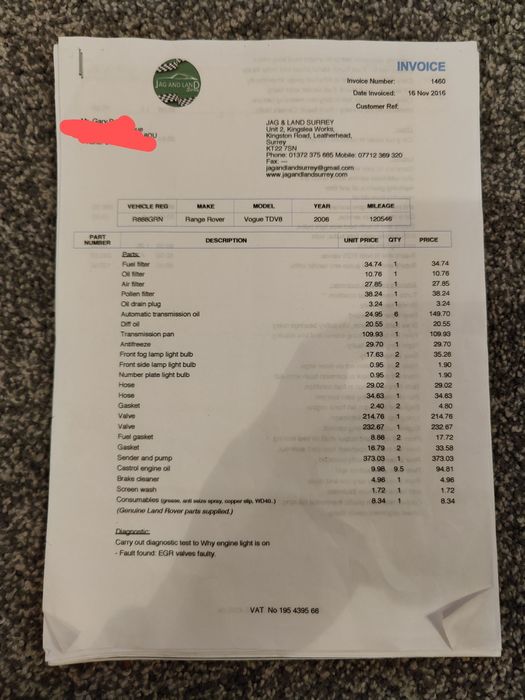 INVOICE
JAG AND LAND
Invoice Number: 1460
Date Invoiced: 16 Nov 2016
Customer Ref:
JAG & LAND SURREY
Unit 2, Kingslea Works,
Kingston Road, Leatherhead,
Surrey
KT22 7SN
Phone: 01372 375 665 Mobile: 07712 369 320
Fax: ---
jagandlandsurrey@gmail.com
www.jagandlandsurrey.com
VEHICLE REG MAKE MODEL YEAR MILEAGE
R888GRN Range Rover Vogue TDV8 2008 120546
PART NUMBER DESCRIPTION UNIT PRICE QTY PRICE
Parts:
Fuel filter 34.74 1 34.74
Oil filter 10.76 1 10.76
Air filter 27.85 1 27.85
Pollen filter 38.24 1 38.24
Oil drain plug 3.24 1 3.24
Automatic transmission oil 24.95 6 149.70
Diff oil 20.55 1 20.55
Transmission pan 109.93 1 109.93
Antifreeze 29.70 1 29.70
Front fog lamp light bulb 17.63 2 35.26
Front side lamp light bulb 0.95 2 1.90
Number plate light bulb 0.95 2 1.90
Hose 29.02 1 29.02
Hose 34.63 1 34.63
Gasket 2.40 2 4.80
Valve 214.76 1 214.76
Valve 232.67 1 232.67
Fuel gasket 8.86 2 17.72
Gasket 16.79 2 33.58
Sender and pump 373.03 1 373.03
Castrol engine oil 9.98 9.5 94.81
Brake cleaner 4.96 1 4.96
Screen wash 1.72 1 1.72
Consumables (grease, anti seize spray, copper slip, WD40..) 8.34 1 8.34
(Genuine Land Rover parts supplied.)
Diagnostic:
Carry out diagnostic test to Why engine light is on
- Fault found: EGR valves faulty.
VAT No 195 4395 66